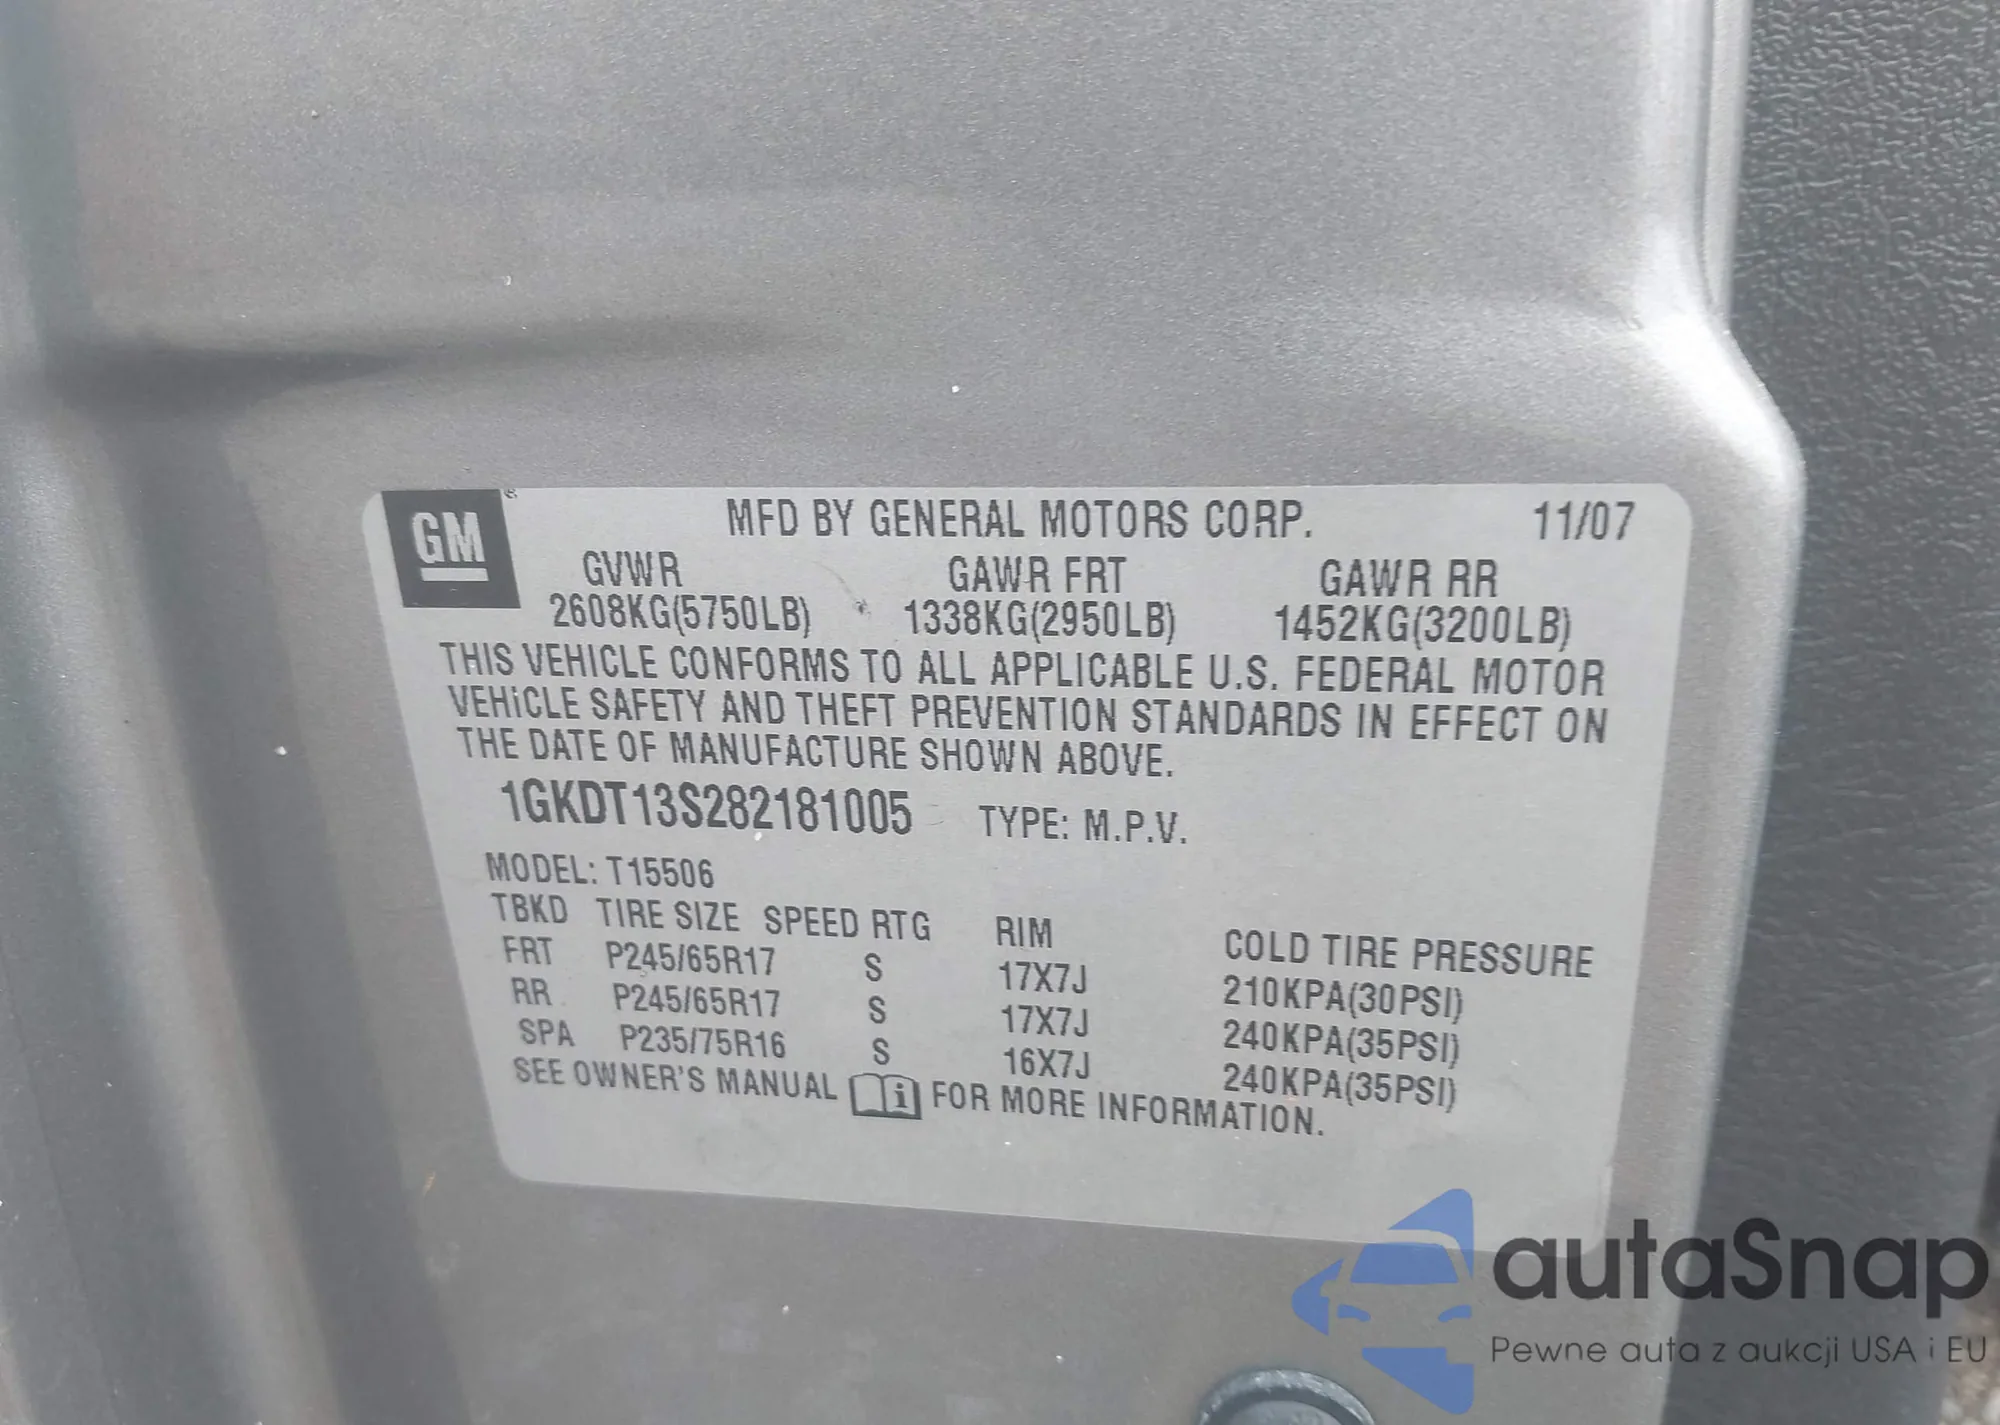 GM
MFD BY GENERAL MOTORS CORP. 11/07
GVWR GAWR FRT GAWR RR
2608KG(5750LB) 1338KG(2950LB) 1452KG(3200LB)
THIS VEHICLE CONFORMS TO ALL APPLICABLE U.S. FEDERAL MOTOR
VEHiCLE SAFETY AND THEFT PREVENTION STANDARDS IN EFFECT ON
THE DATE OF MANUFACTURE SHOWN ABOVE.
1GKDT13S282181005 TYPE: M.P.V.
MODEL: T15506
TBKD TIRE SIZE SPEED RTG RIM COLD TIRE PRESSURE
FRT P245/65R17 S 17X7J 210KPA(30PSI)
RR P245/65R17 S 17X7J 240KPA(35PSI)
SPA P235/75R16 S 16X7J 240KPA(35PSI)
SEE OWNER'S MANUAL i FOR MORE INFORMATION.
autaSnap
Pewne auta z aukcji USA i EU